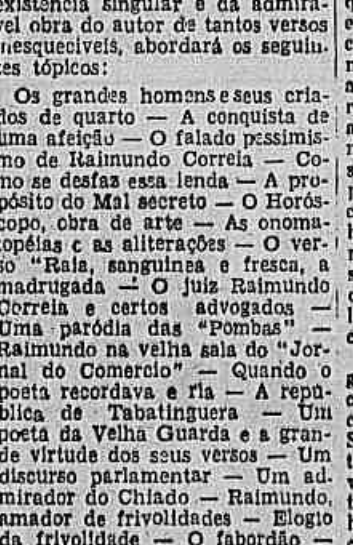 existencia singular e da admira-
vel obra do autor de tantos versos
inesqueciveis, abordará os seguin-
tes tópicos:
Os grandes homens e seus cria-
dos de quarto — A conquista de
uma afeição — O falado pessimis-
mo de Raimundo Correia — Co-
mo se desfaz essa lenda — A pro-
pósito do Mal secreto — O Horós-
copo, obra de arte — As onoma-
topéias e as aliterações — O ver-
so "Raia, sanguinea e fresca, a
madrugada — O juiz Raimundo
Correia e certos advogados —
Uma paródia das "Pombas" —
Raimundo na velha sala do "Jor-
nal do Comercio" — Quando o
poeta recordava e ria — A repú-
blica de Tabatinguera — Um
poeta da Velha Guarda e a gran-
de virtude dos seus versos — Um
discurso parlamentar — Um ad-
mirador do Chiado — Raimundo,
amador de frivolidades — Elogio
da frivolidade — O fabordão —